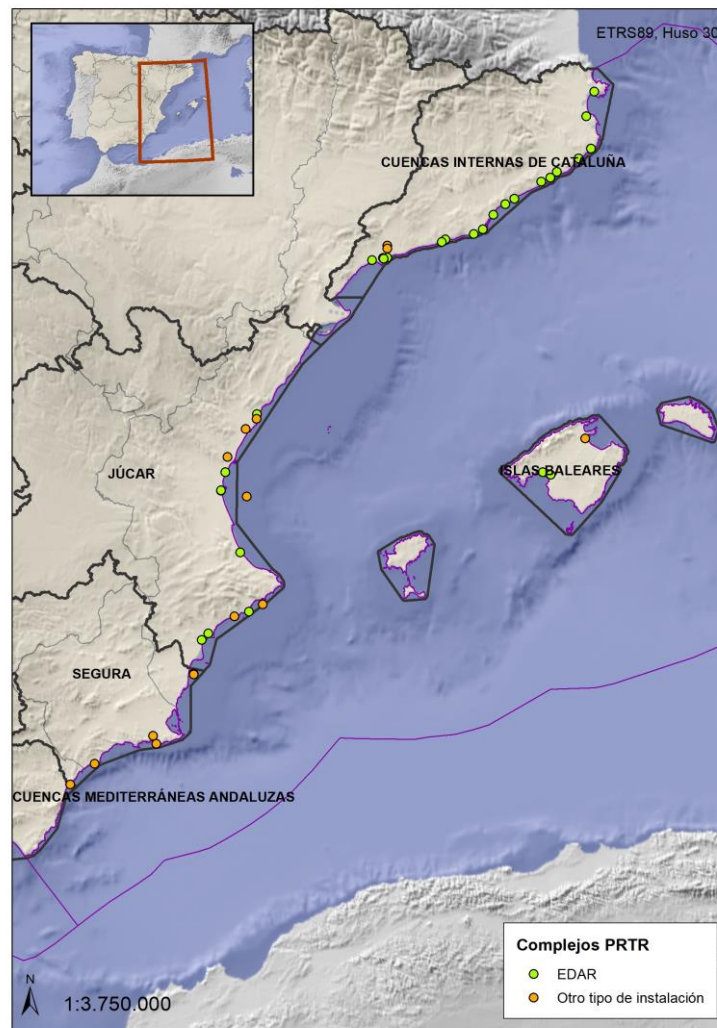 ETRS89, Huso 30
CUENCAS INTERNAS DE CATALUÑA
JÚCAR
ISLAS BALEARES
SEGURA
CUENCAS MEDITERRÁNEAS ANDALUZAS
Complejos PRTR
EDAR
Otro tipo de instalación
N
1:3.750.000